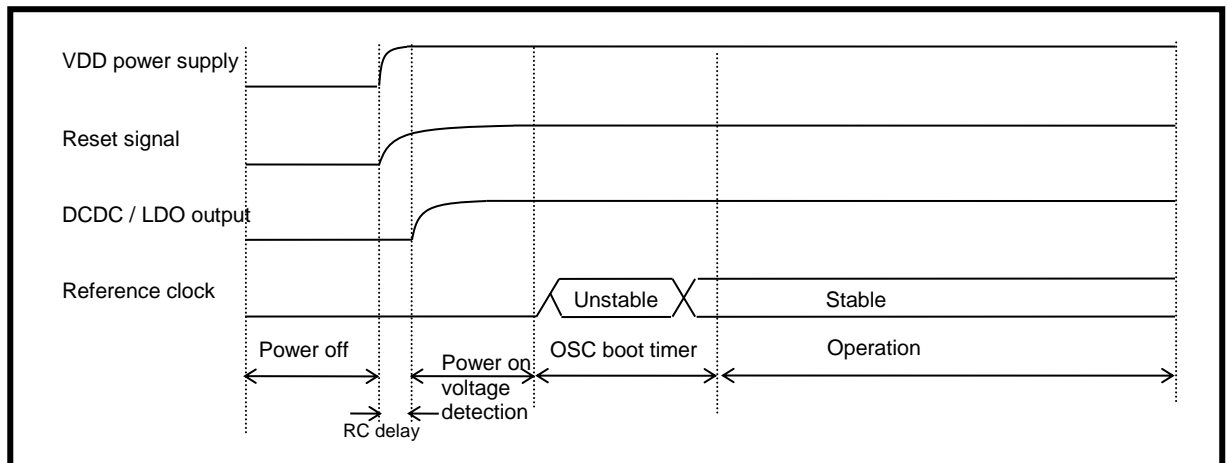 VDD power supply
Reset signal
DCDC / LDO output
Reference clock
Unstable
Stable
Power off
Power on
voltage
detection
OSC boot timer
Operation
RC delay